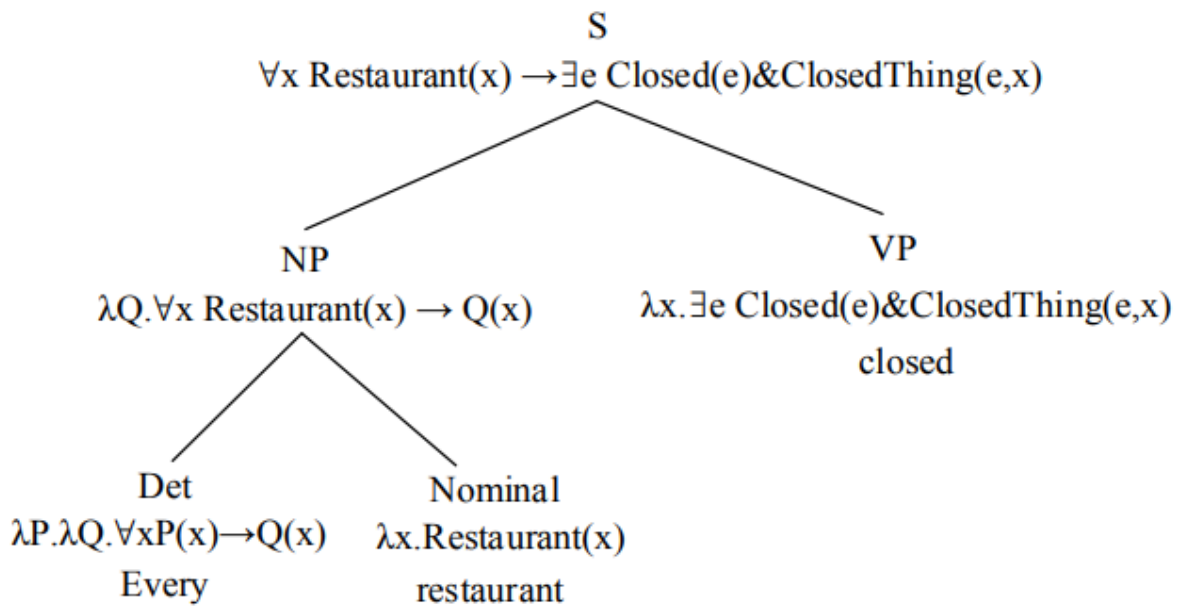 S
∀x Restaurant(x) →∃e Closed(e)&ClosedThing(e,x)
NP
VP
λQ.∀x Restaurant(x) → Q(x)
λx.∃e Closed(e)&ClosedThing(e,x)
closed
Det
Nominal
λP.λQ.∀xP(x)→Q(x)
λx.Restaurant(x)
Every
restaurant